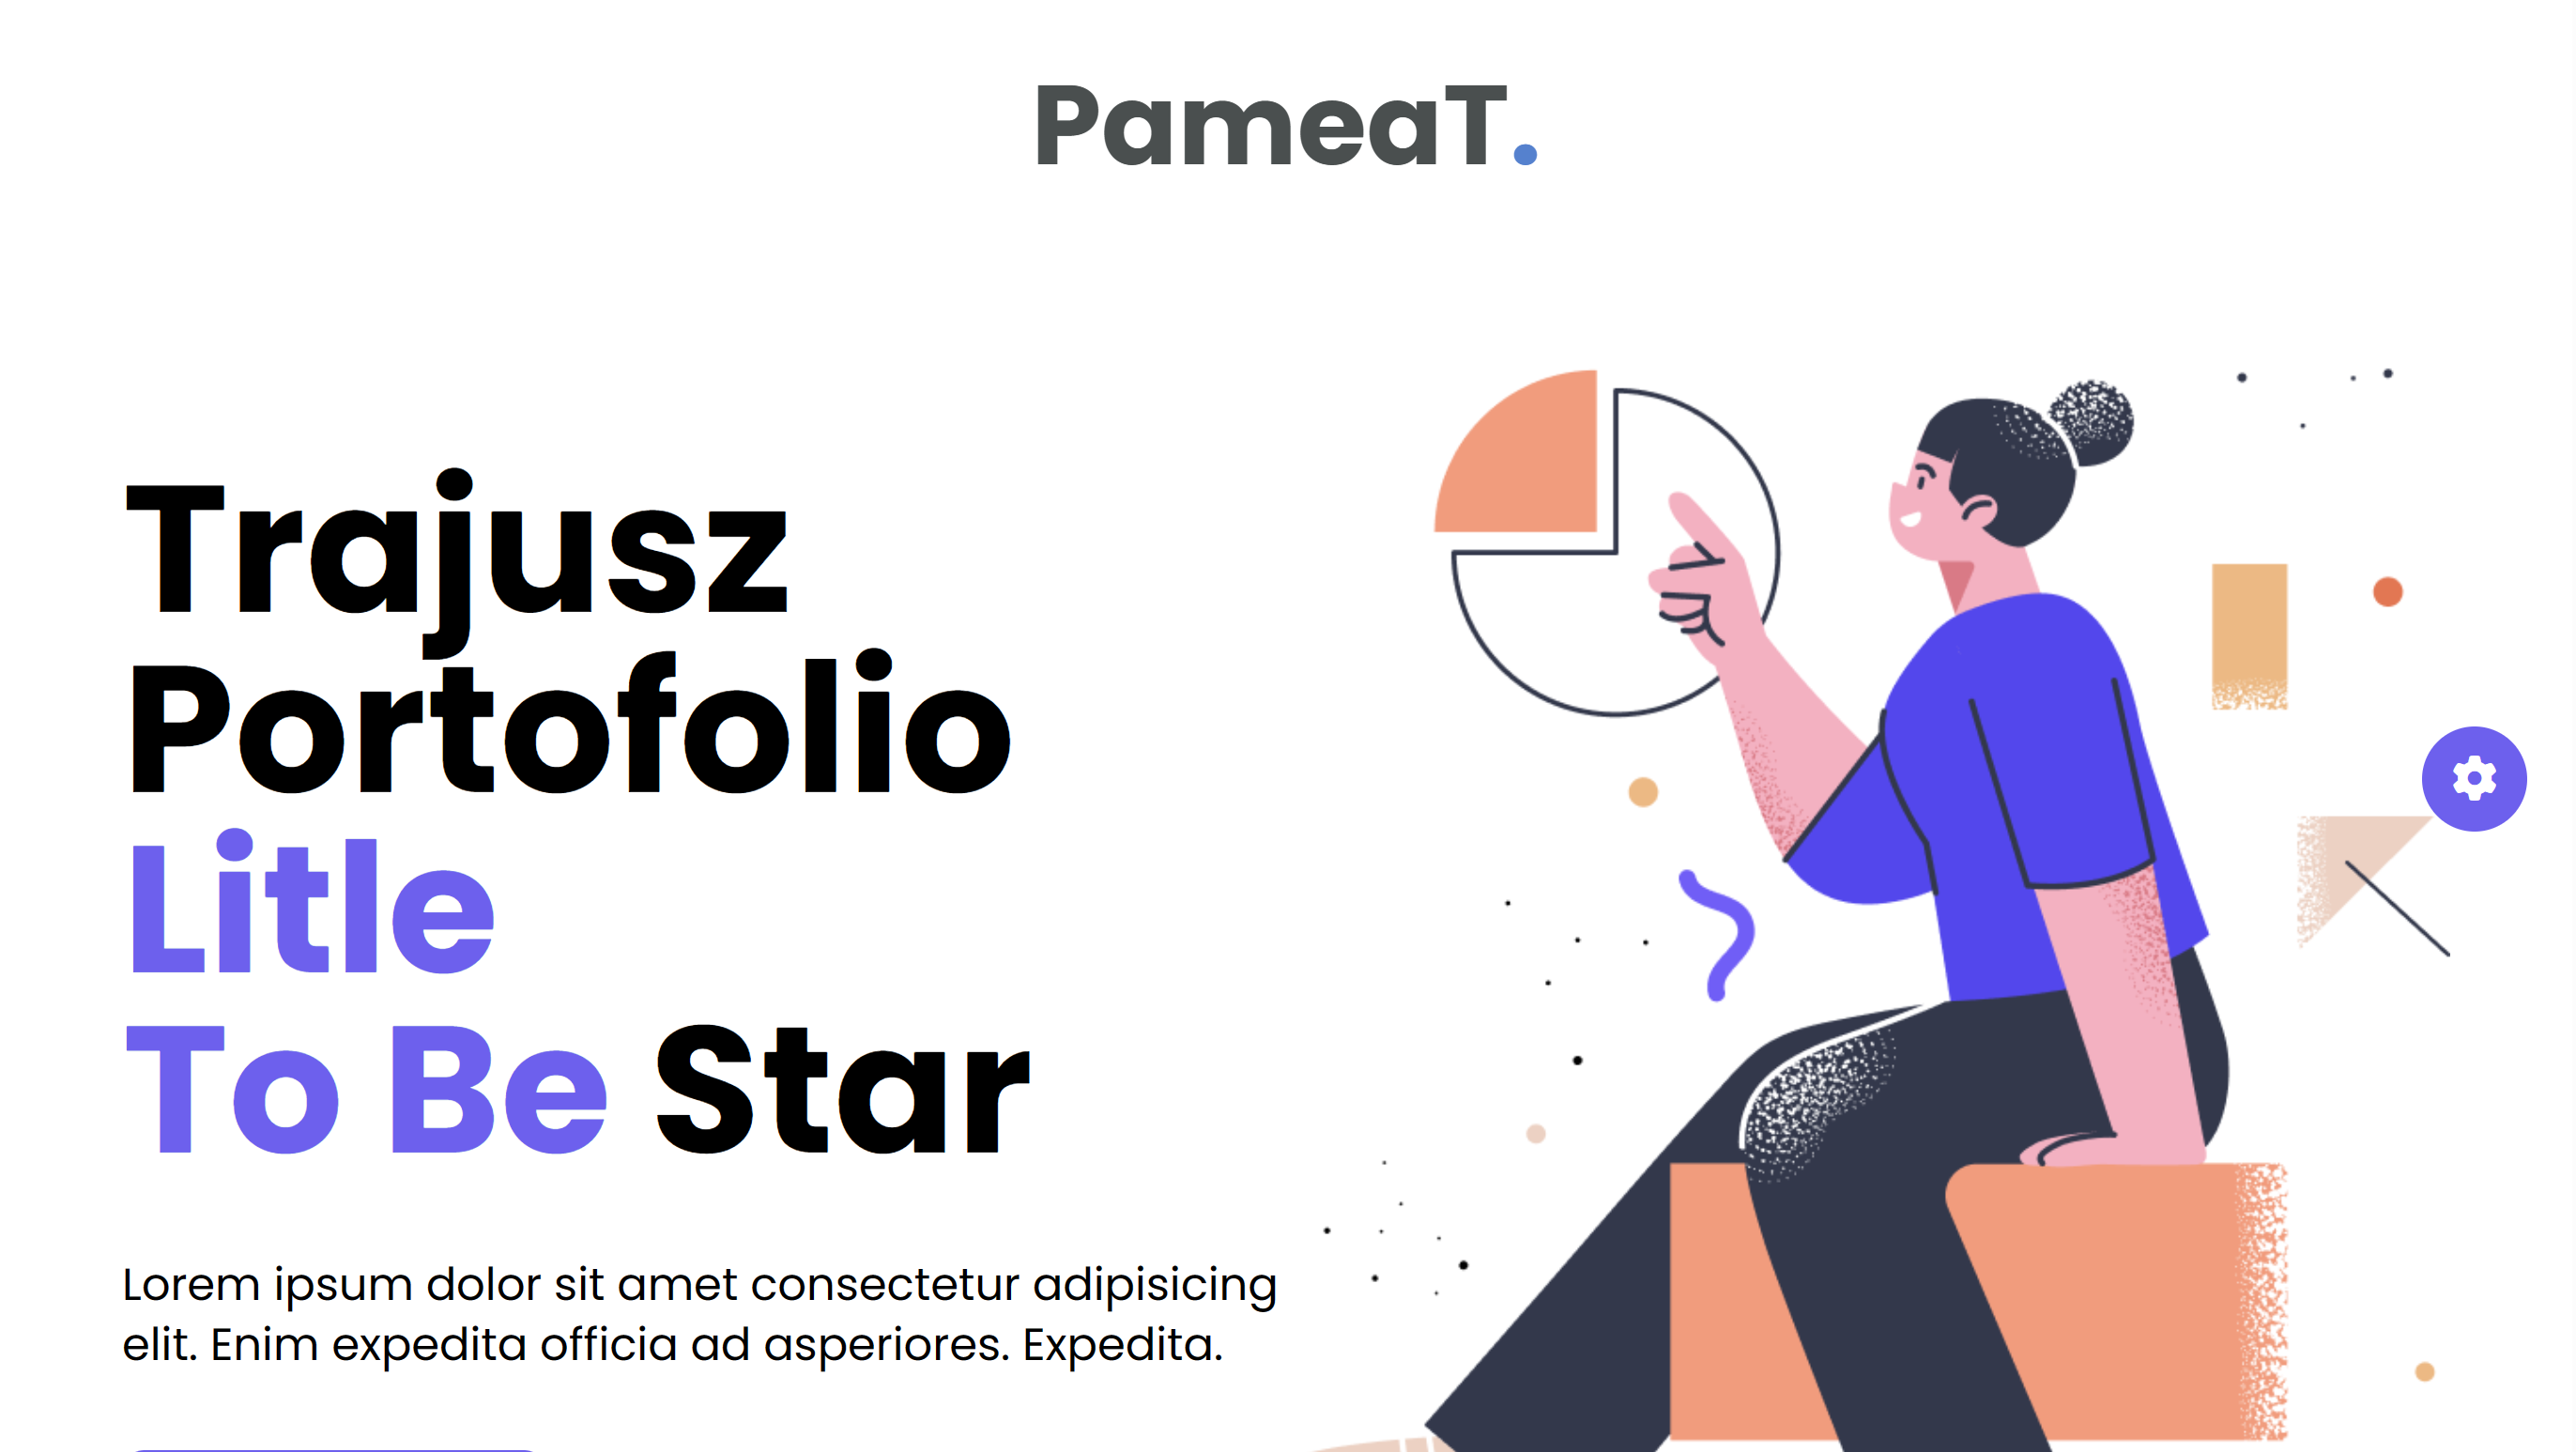 PameaT.
Trajusz
Portofolio
Litle
To Be Star
Lorem ipsum dolor sit amet consectetur adipisicing
elit. Enim expedita officia ad asperiores. Expedita.